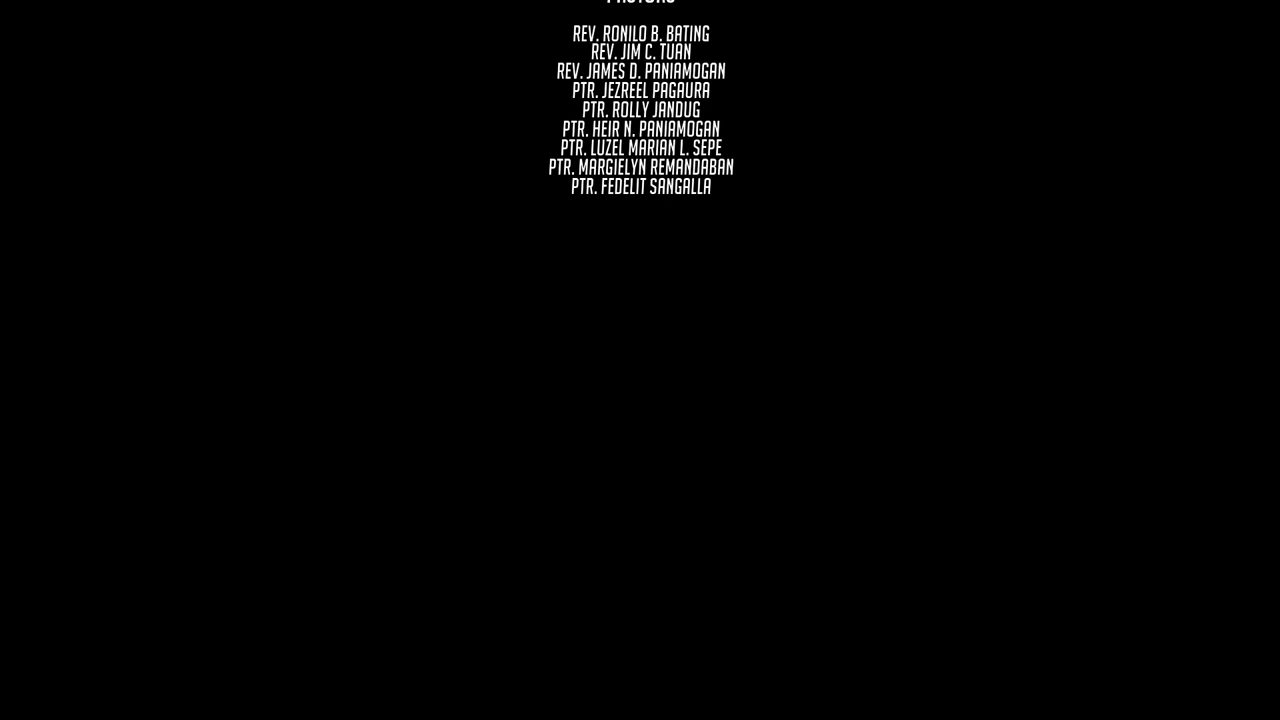 PASTORS
REV. RONILO B. BATING
REV. JIM C. TUAN
REV. JAMES D. PANIAMOGAN
PTR. JEZREEL PAGAURA
PTR. ROLLY JANDUG
PTR. HEIR N. PANIAMOGAN
PTR. LUZEL MARIAN L. SEPE
PTR. MARGIELYN REMANDABAN
PTR. FEDELIT SANGALLA